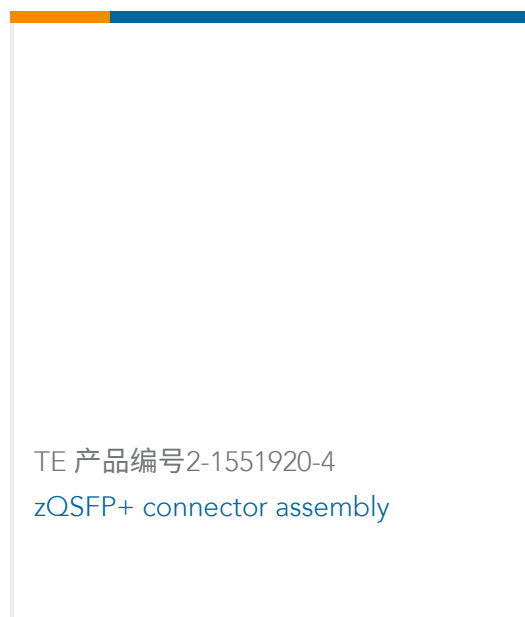 TE 产品编号2-1551920-4
zQSFP+ connector assembly